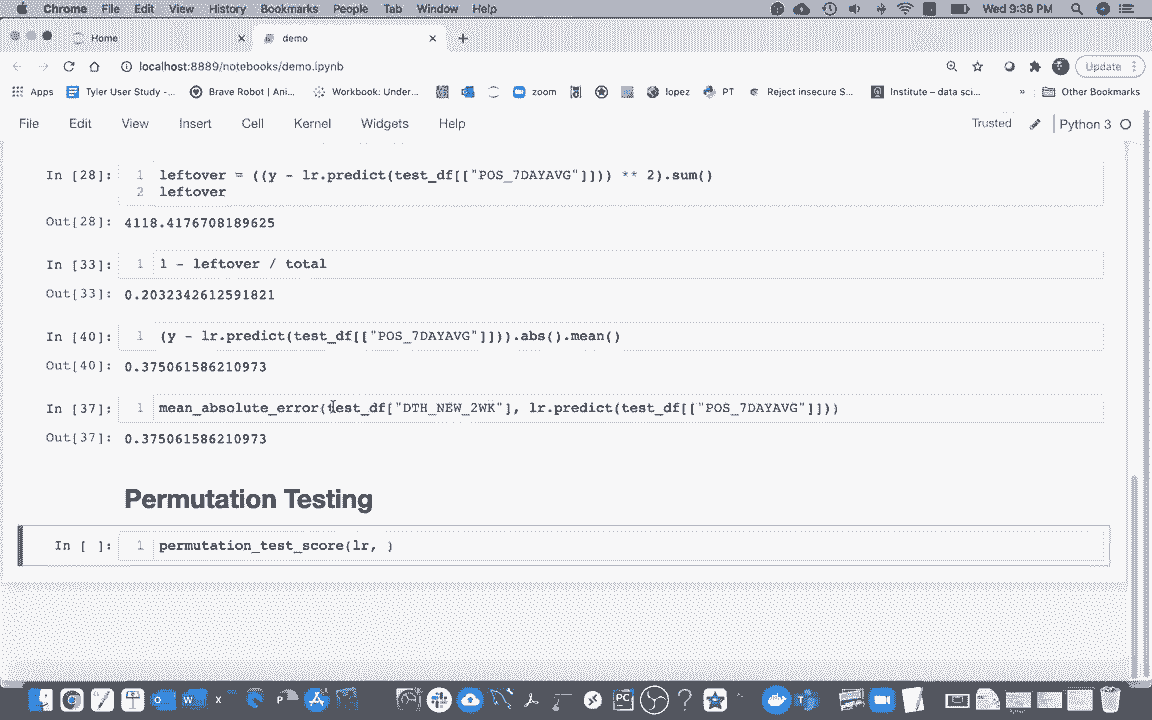 Chrome File Edit View History Bookmarks People Tab Window Help Wed 9:36 PM
Home demo
localhost:8889/notebooks/demo.ipynb Update
Apps Tyler User Study -... Brave Robot | Ani... Workbook: Under... zoom lopez PT Reject insecure S... Institute – data sci... » Other Bookmarks
File Edit View Insert Cell Kernel Widgets Help Trusted Python 3
In [28]: 1 leftover = ((y - lr.predict(test_df[["POS_7DAYAVG"]])) ** 2).sum()
2 leftover
Out[28]: 4118.4176708189625
In [33]: 1 1 - leftover / total
Out[33]: 0.2032342612591821
In [40]: 1 (y - lr.predict(test_df[["POS_7DAYAVG"]])).abs().mean()
Out[40]: 0.375061586210973
In [37]: 1 mean_absolute_error(test_df["DTH_NEW_2WK"], lr.predict(test_df[["POS_7DAYAVG"]]))
Out[37]: 0.375061586210973
Permutation Testing
In [ ]: 1 permutation_test_score(lr, )